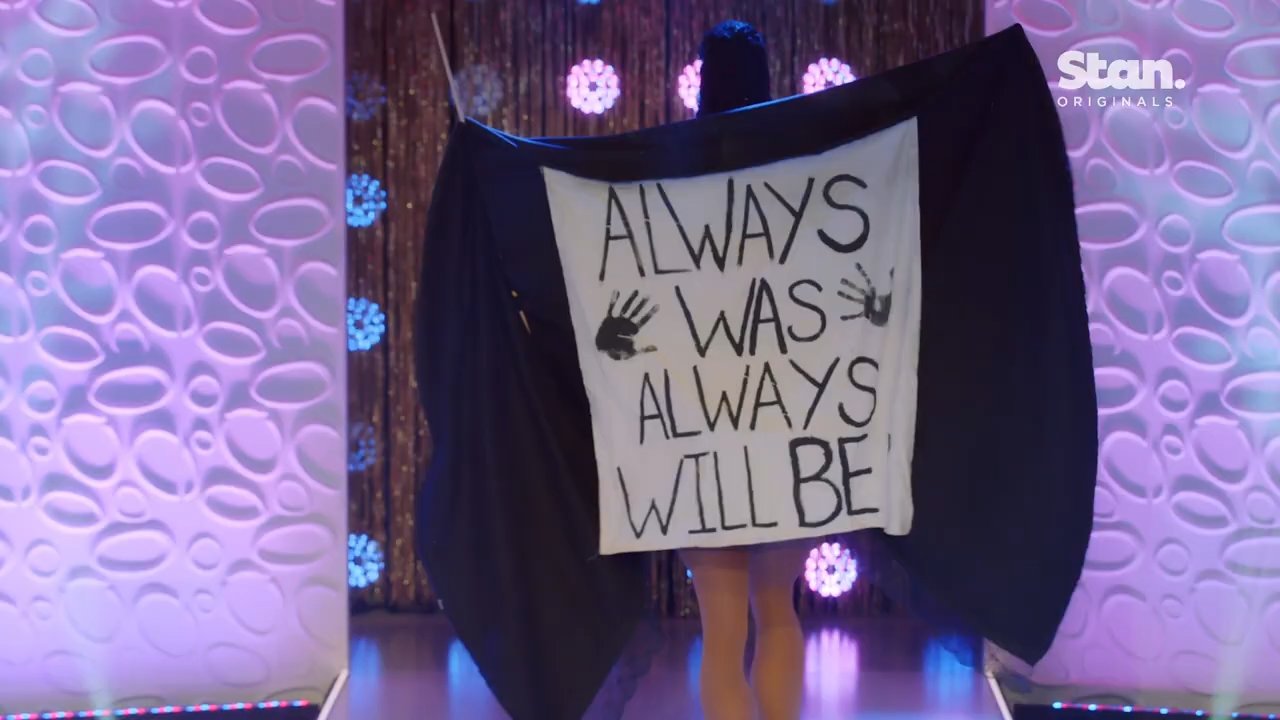 Stan.
ORIGINALS
ALWAYS
WAS
ALWAYS
WILL BE